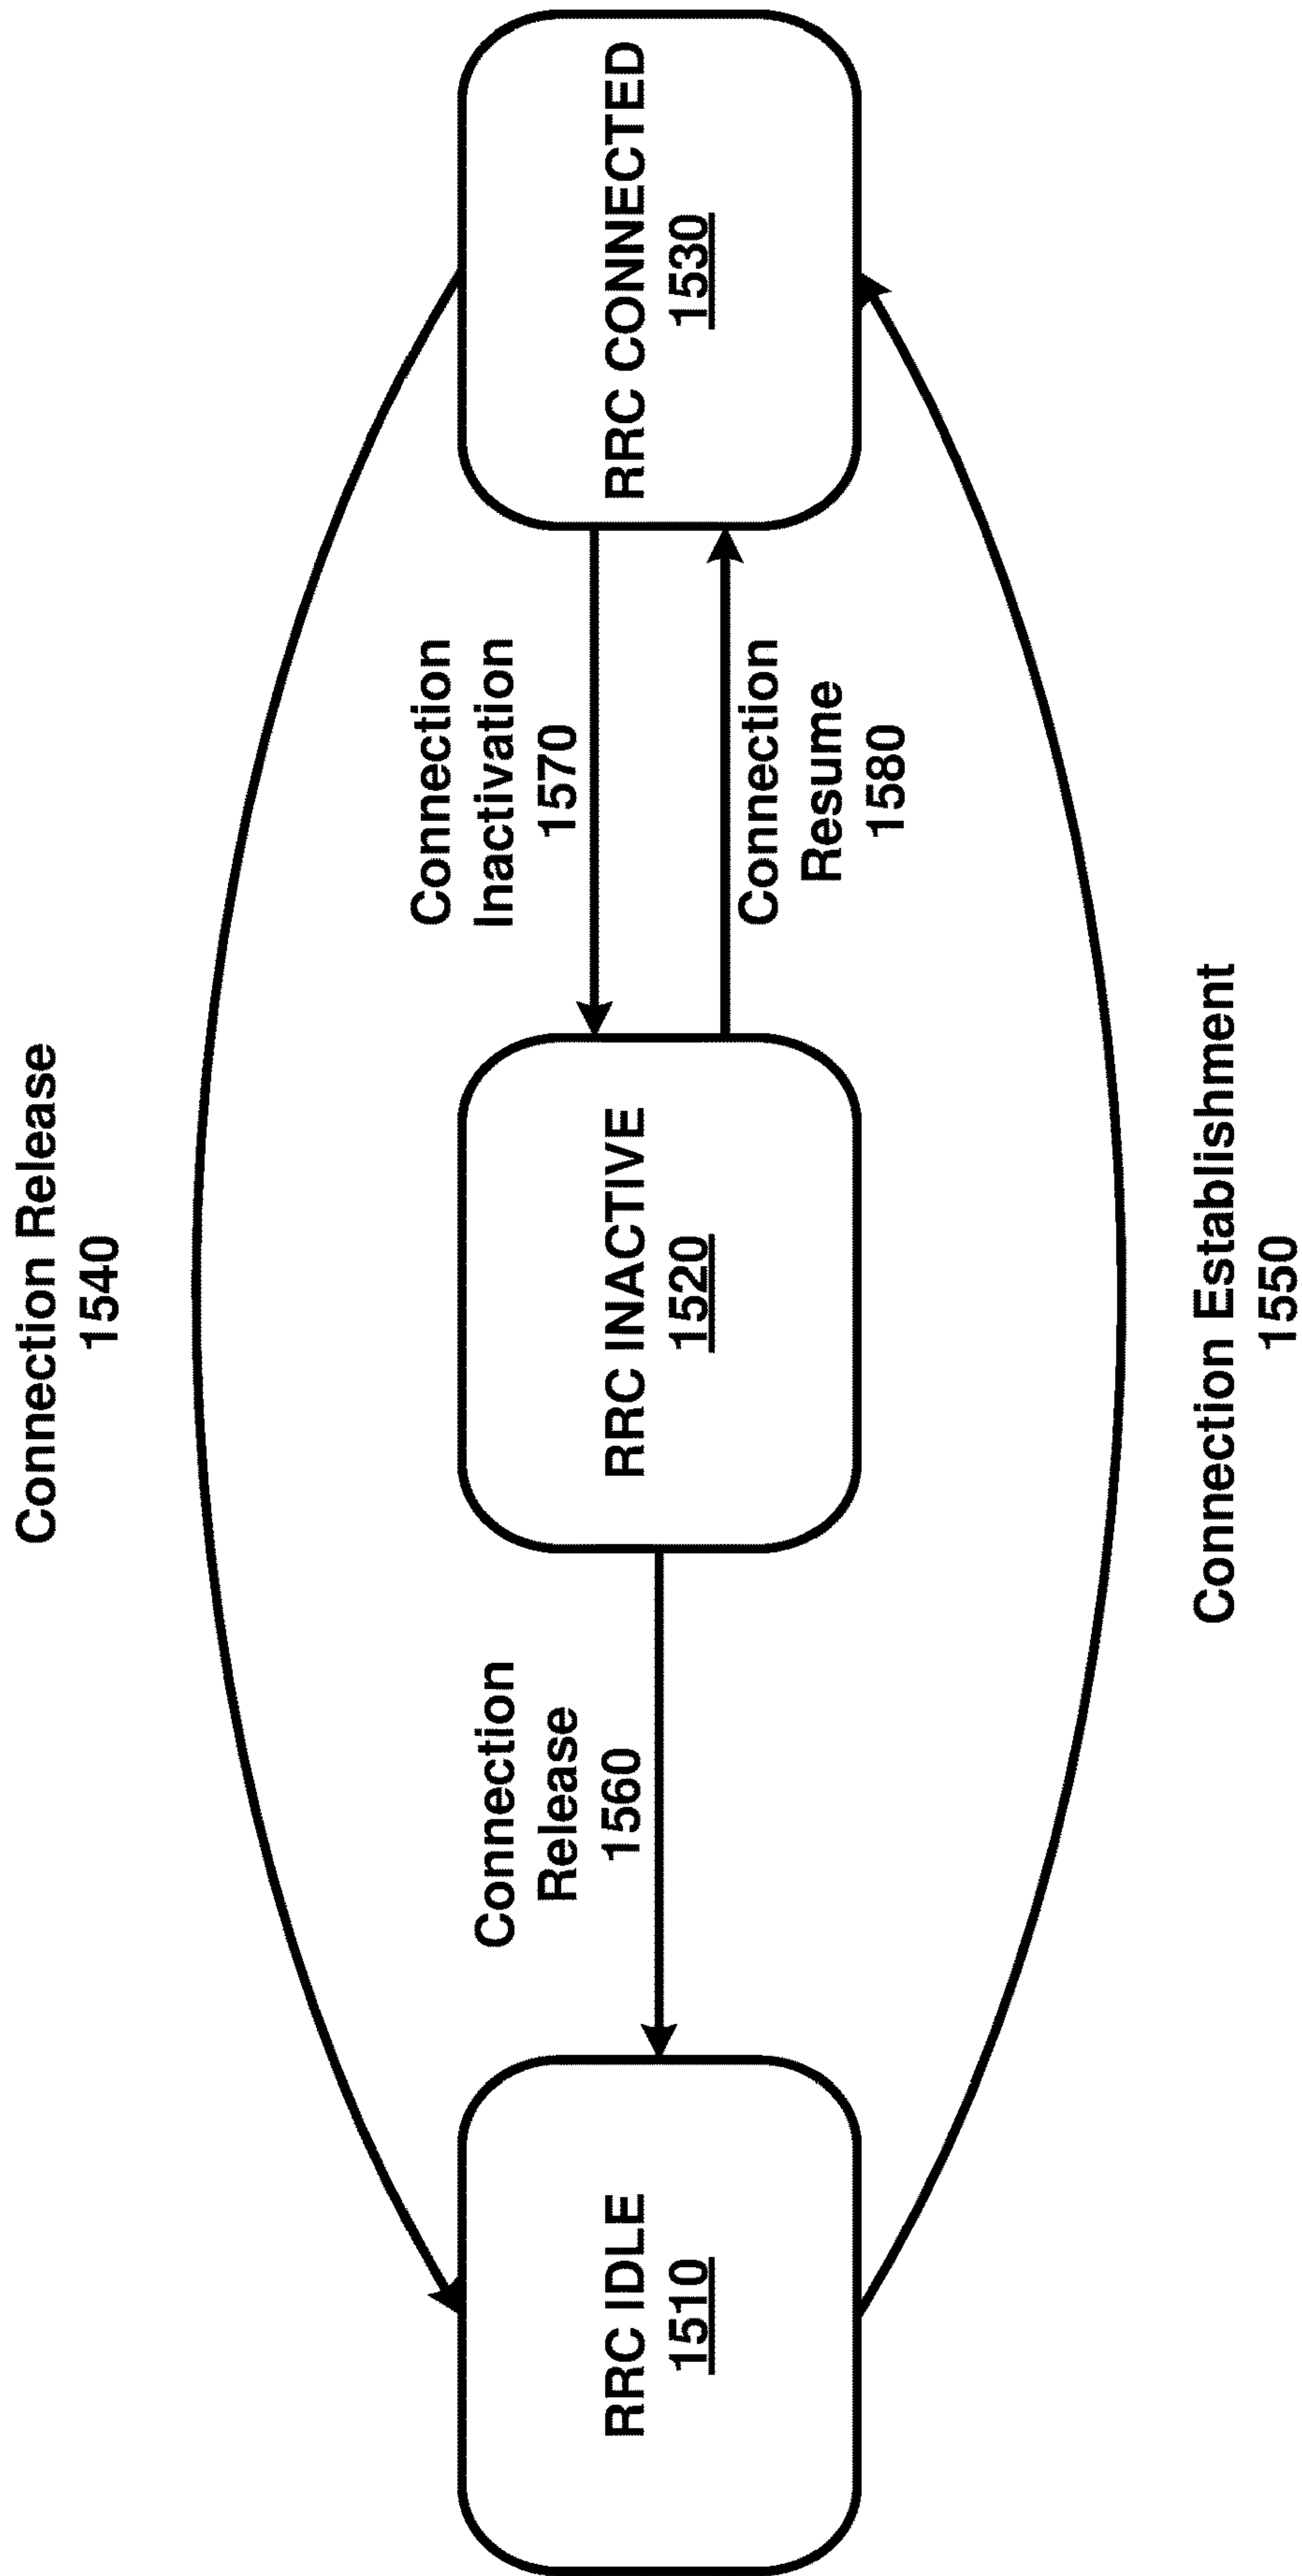 Connection Release
1540
RRC IDLE
1510
Connection
Release
1560
RRC INACTIVE
1520
Connection
Inactivation
1570
Connection
Resume
1580
RRC CONNECTED
1530
Connection Establishment
1550